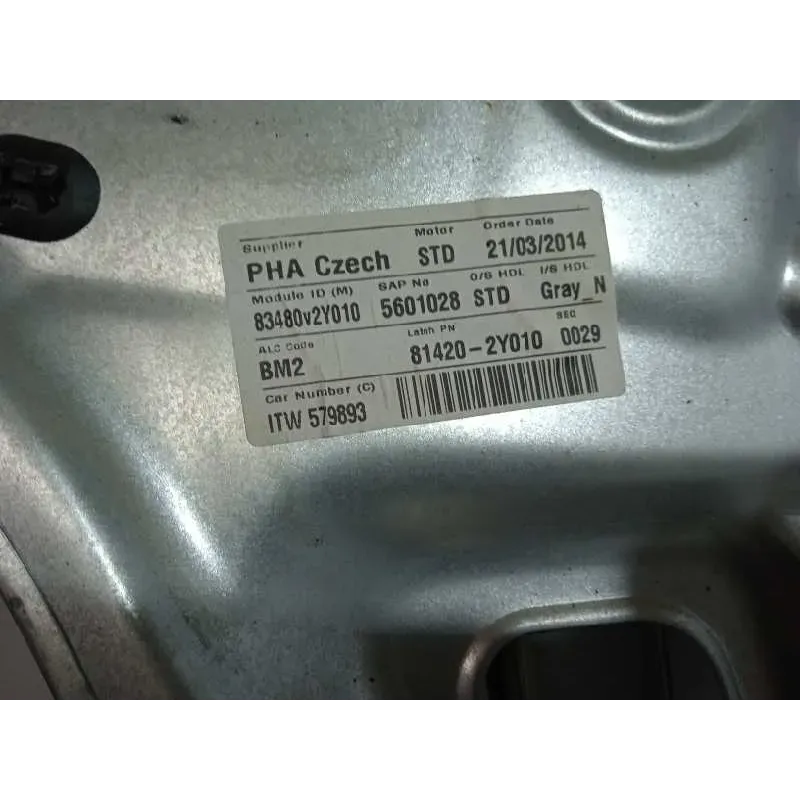 Supplier Motor Order Date
PHA Czech STD 21/03/2014
Module ID (M) SAP No O/S HDL I/S HDL
83480v2Y010 5601028 STD Gray_N
ALC Code Latch PN SEC
BM2 81420-2Y010 0029
Car Number (C)
ITW 579893